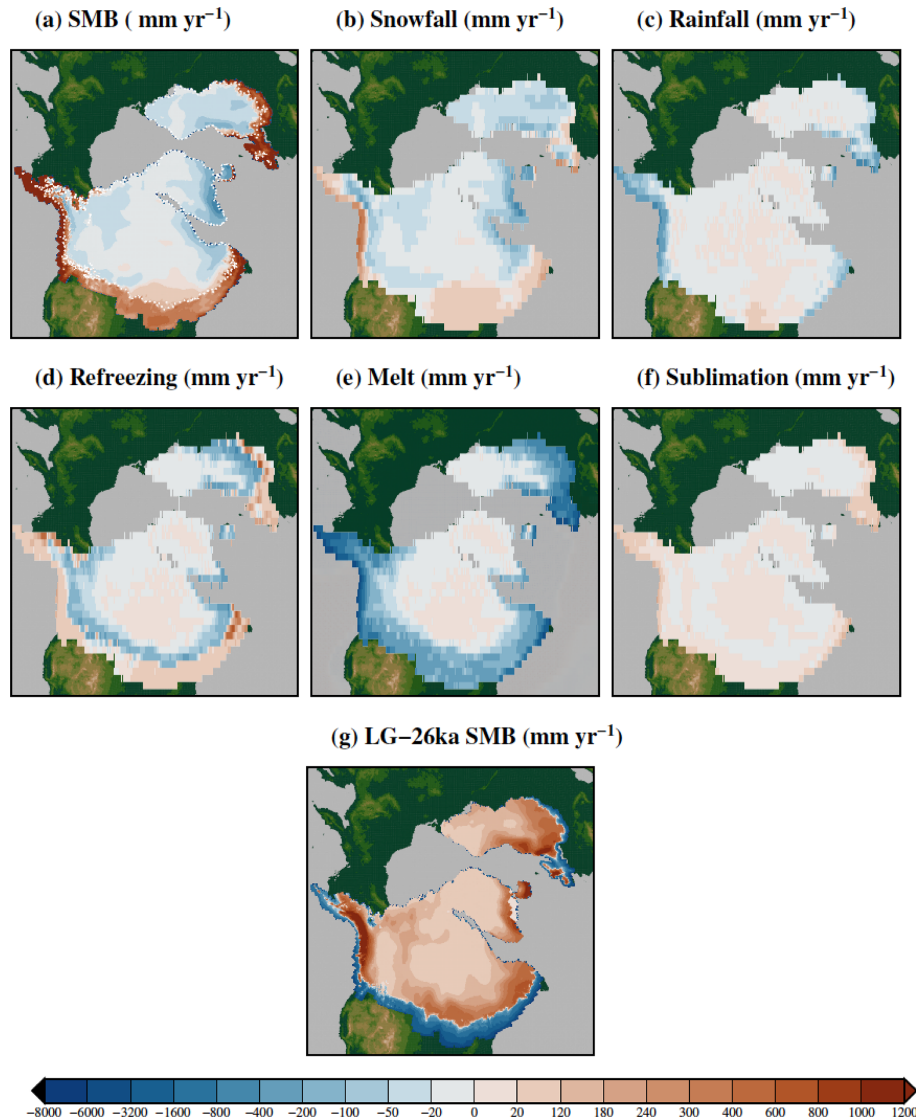 (a) SMB ( mm yr−1)
(b) Snowfall (mm yr−1)
(c) Rainfall (mm yr−1)
(d) Refreezing (mm yr−1)
(e) Melt (mm yr−1)
(f) Sublimation (mm yr−1)
(g) LG−26ka SMB (mm yr−1)
−8000 −6000 −3200 −1600 −800 −400 −200 −100 −50 −20 0 20 120 180 240 300 400 600 800 1000